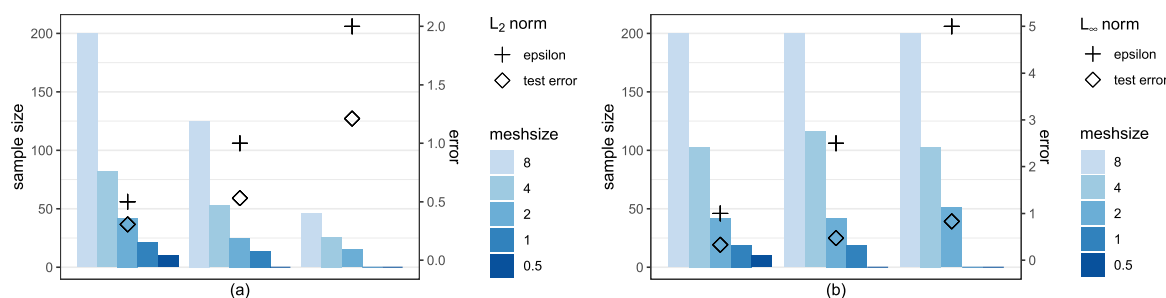 sample size
200
150
100
50
0
2.0
1.5
1.0
0.5
0.0
error
(a)
L₂ norm
epsilon
test error
meshsize
8
4
2
1
0.5
sample size
200
150
100
50
0
5
4
3
2
1
0
error
(b)
L∞ norm
epsilon
test error
meshsize
8
4
2
1
0.5